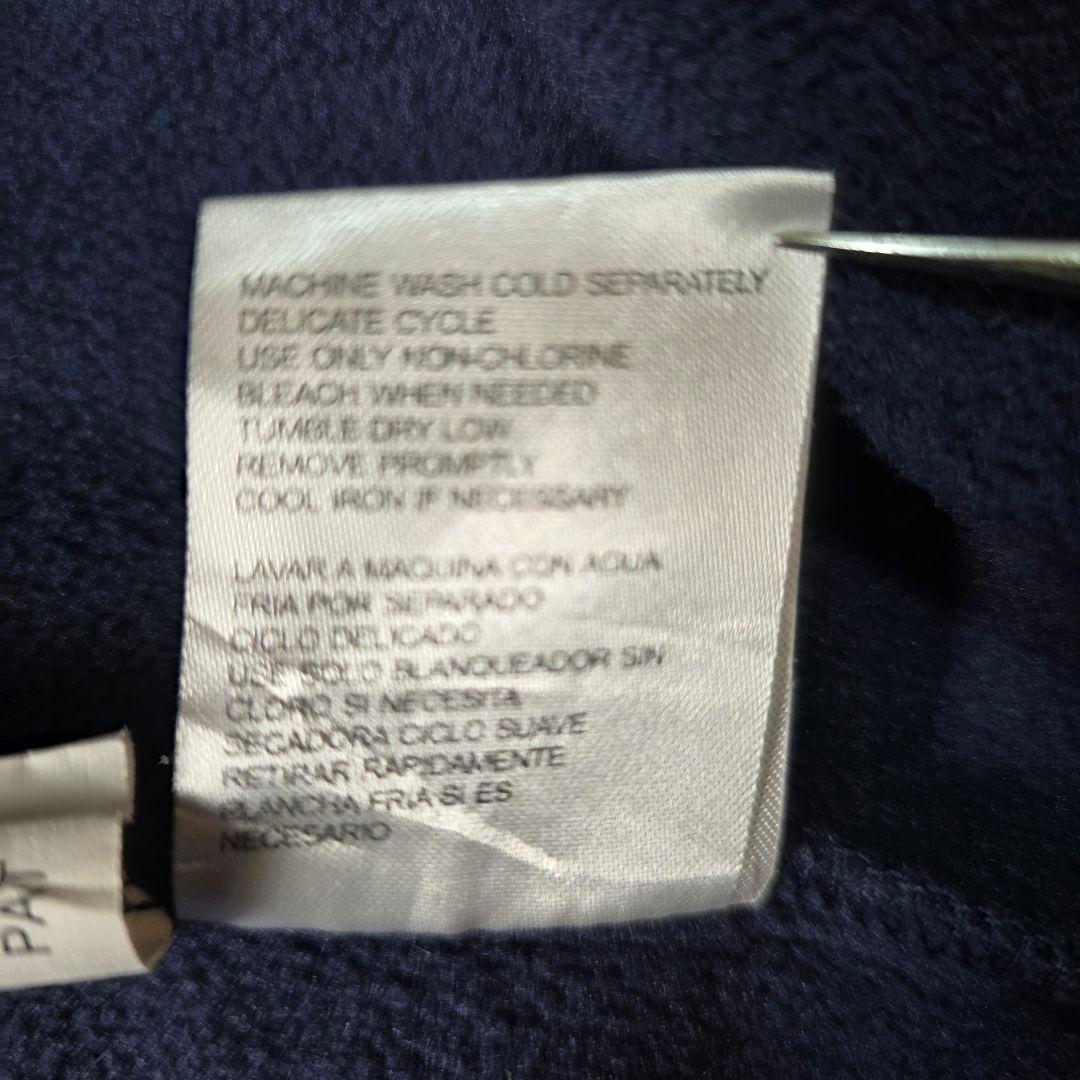 MACHINE WASH COLD SEPARATELY
DELICATE CYCLE
USE ONLY NON-CHLORINE
BLEACH WHEN NEEDED
TUMBLE DRY LOW
REMOVE PROMPTLY
COOL IRON IF NECESSARY
LAVAR A MAQUINA CON AGUA
FRIA POR SEPARADO
CICLO DELICADO
USE SOLO BLANQUEADOR SIN
CLORO SI NECESITA
SECADORA CICLO SUAVE
RETIRAR RAPIDAMENTE
PLANCHA FRIA SI ES
NECESARIO